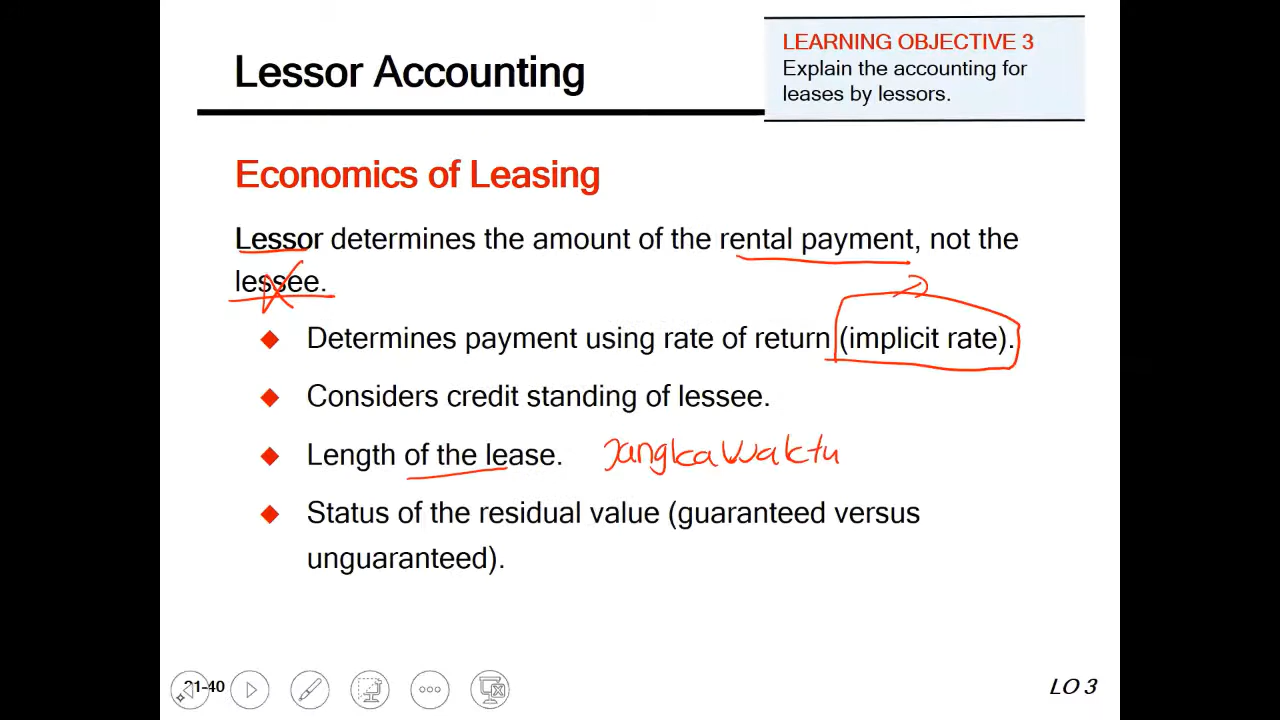 LEARNING OBJECTIVE 3
Explain the accounting for
leases by lessors.
Lessor Accounting
Economics of Leasing
Lessor determines the amount of the rental payment, not the
lessee.
Determines payment using rate of return (implicit rate).
Considers credit standing of lessee.
Length of the lease. Jangka Waktu
Status of the residual value (guaranteed versus
unguaranteed).
21-40
LO 3